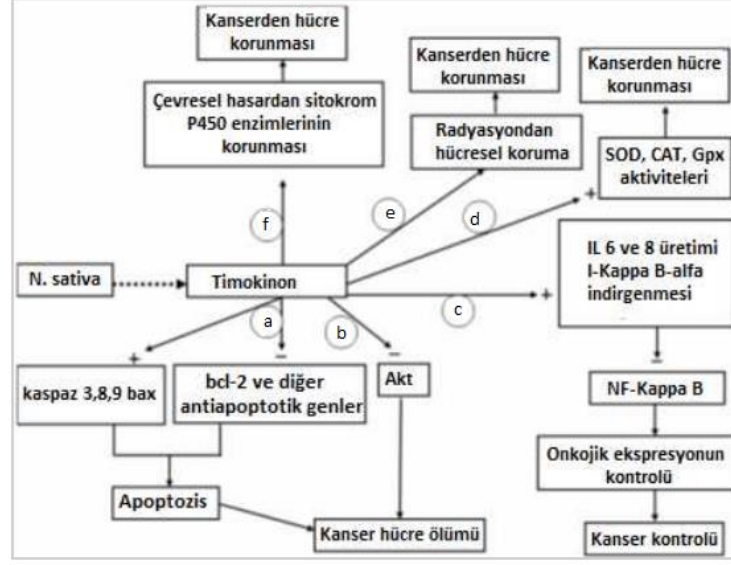 Kanserden hücre
korunması
Çevresel hasardan sitokrom
P450 enzimlerinin
korunması
Kanserden hücre
korunması
Radyasyondan
hücresel koruma
Kanserden hücre
korunması
SOD, CAT, Gpx
aktiviteleri
f
e
d
+
N. sativa
Timokinon
c
+
IL 6 ve 8 üretimi
I-Kappa B-alfa
indirgenmesi
a
b
+
−
−
−
kaspaz 3,8,9 bax
bcl-2 ve diğer
antiapoptotik genler
Akt
NF-Kappa B
Onkojik ekspresyonun
kontrolü
Apoptozis
Kanser hücre ölümü
Kanser kontrolü